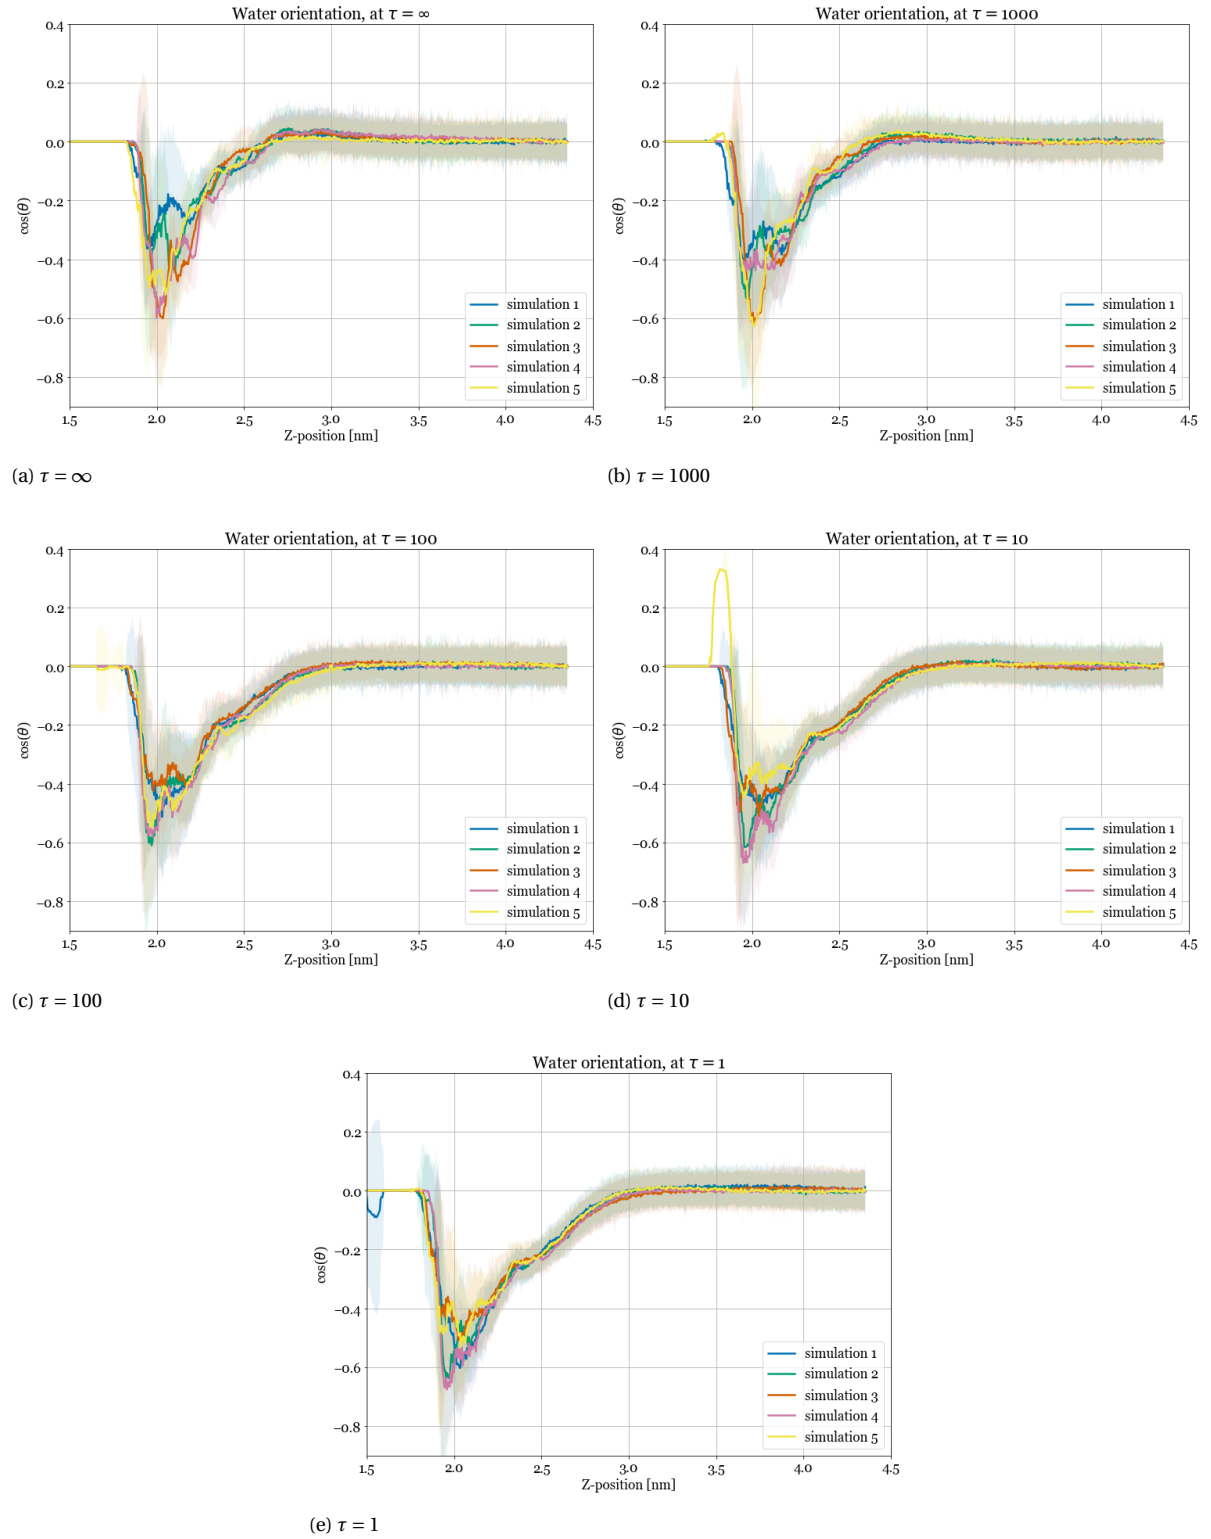 Water orientation, at τ = ∞
0.4
0.2
0.0
−0.2
−0.4
−0.6
−0.8
cos(θ)
1.5 2.0 2.5 3.0 3.5 4.0 4.5
Z-position [nm]
simulation 1
simulation 2
simulation 3
simulation 4
simulation 5
(a) τ = ∞
Water orientation, at τ = 1000
0.4
0.2
0.0
−0.2
−0.4
−0.6
−0.8
cos(θ)
1.5 2.0 2.5 3.0 3.5 4.0 4.5
Z-position [nm]
simulation 1
simulation 2
simulation 3
simulation 4
simulation 5
(b) τ = 1000
Water orientation, at τ = 100
0.4
0.2
0.0
−0.2
−0.4
−0.6
−0.8
cos(θ)
1.5 2.0 2.5 3.0 3.5 4.0 4.5
Z-position [nm]
simulation 1
simulation 2
simulation 3
simulation 4
simulation 5
(c) τ = 100
Water orientation, at τ = 10
0.4
0.2
0.0
−0.2
−0.4
−0.6
−0.8
cos(θ)
1.5 2.0 2.5 3.0 3.5 4.0 4.5
Z-position [nm]
simulation 1
simulation 2
simulation 3
simulation 4
simulation 5
(d) τ = 10
Water orientation, at τ = 1
0.4
0.2
0.0
−0.2
−0.4
−0.6
−0.8
cos(θ)
1.5 2.0 2.5 3.0 3.5 4.0 4.5
Z-position [nm]
simulation 1
simulation 2
simulation 3
simulation 4
simulation 5
(e) τ = 1